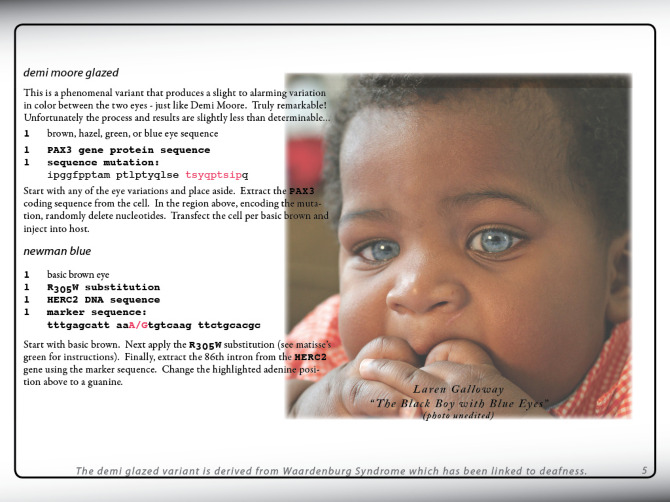 demi moore glazed
This is a phenomenal variant that produces a slight to alarming variation
in color between the two eyes - just like Demi Moore. Truly remarkable!
Unfortunately the process and results are slightly less than determinable...
1 brown, hazel, green, or blue eye sequence
1 PAX3 gene protein sequence
1 sequence mutation:
ipggfpptam ptlptyglse tsyqptsipq
Start with any of the eye variations and place aside. Extract the PAX3
coding sequence from the cell. In the region above, encoding the muta-
tion, randomly delete nucleotides. Transfect the cell per basic brown and
inject into host.
newman blue
1 basic brown eye
1 R305W substitution
1 HERC2 DNA sequence
1 marker sequence:
tttgagcatt aaA/Gtgtcaag ttctgcacgc
Start with basic brown. Next apply the R305W substitution (see matisse's
green for instructions). Finally, extract the 86th intron from the HERC2
gene using the marker sequence. Change the highlighted adenine posi-
tion above to a guanine.
Laren Galloway
"The Black Boy with Blue Eyes"
(photo unedited)
The demi glazed variant is derived from Waardenburg Syndrome which has been linked to deafness.
5